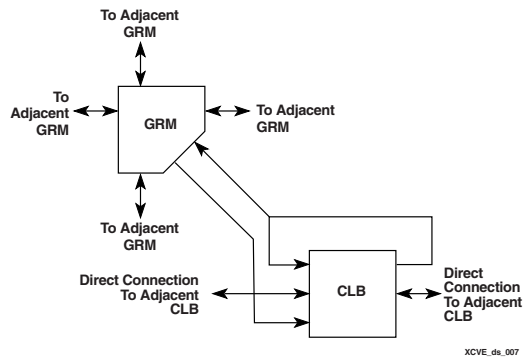 To Adjacent
GRM
To
Adjacent
GRM
GRM
To Adjacent
GRM
To Adjacent
GRM
Direct Connection
To Adjacent
CLB
CLB
Direct
Connection
To Adjacent
CLB
XCVE_ds_007